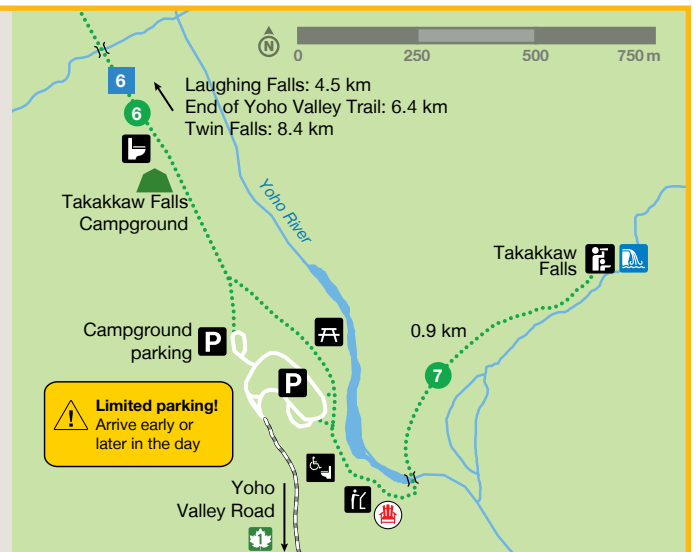 N
0 250 500 750 m
6
Laughing Falls: 4.5 km
End of Yoho Valley Trail: 6.4 km
Twin Falls: 8.4 km
6
Takakkaw Falls
Campground
Yoho River
Takakkaw
Falls
Campground
parking
P
P
0.9 km
7
Limited parking!
Arrive early or
later in the day
Yoho
Valley Road
1